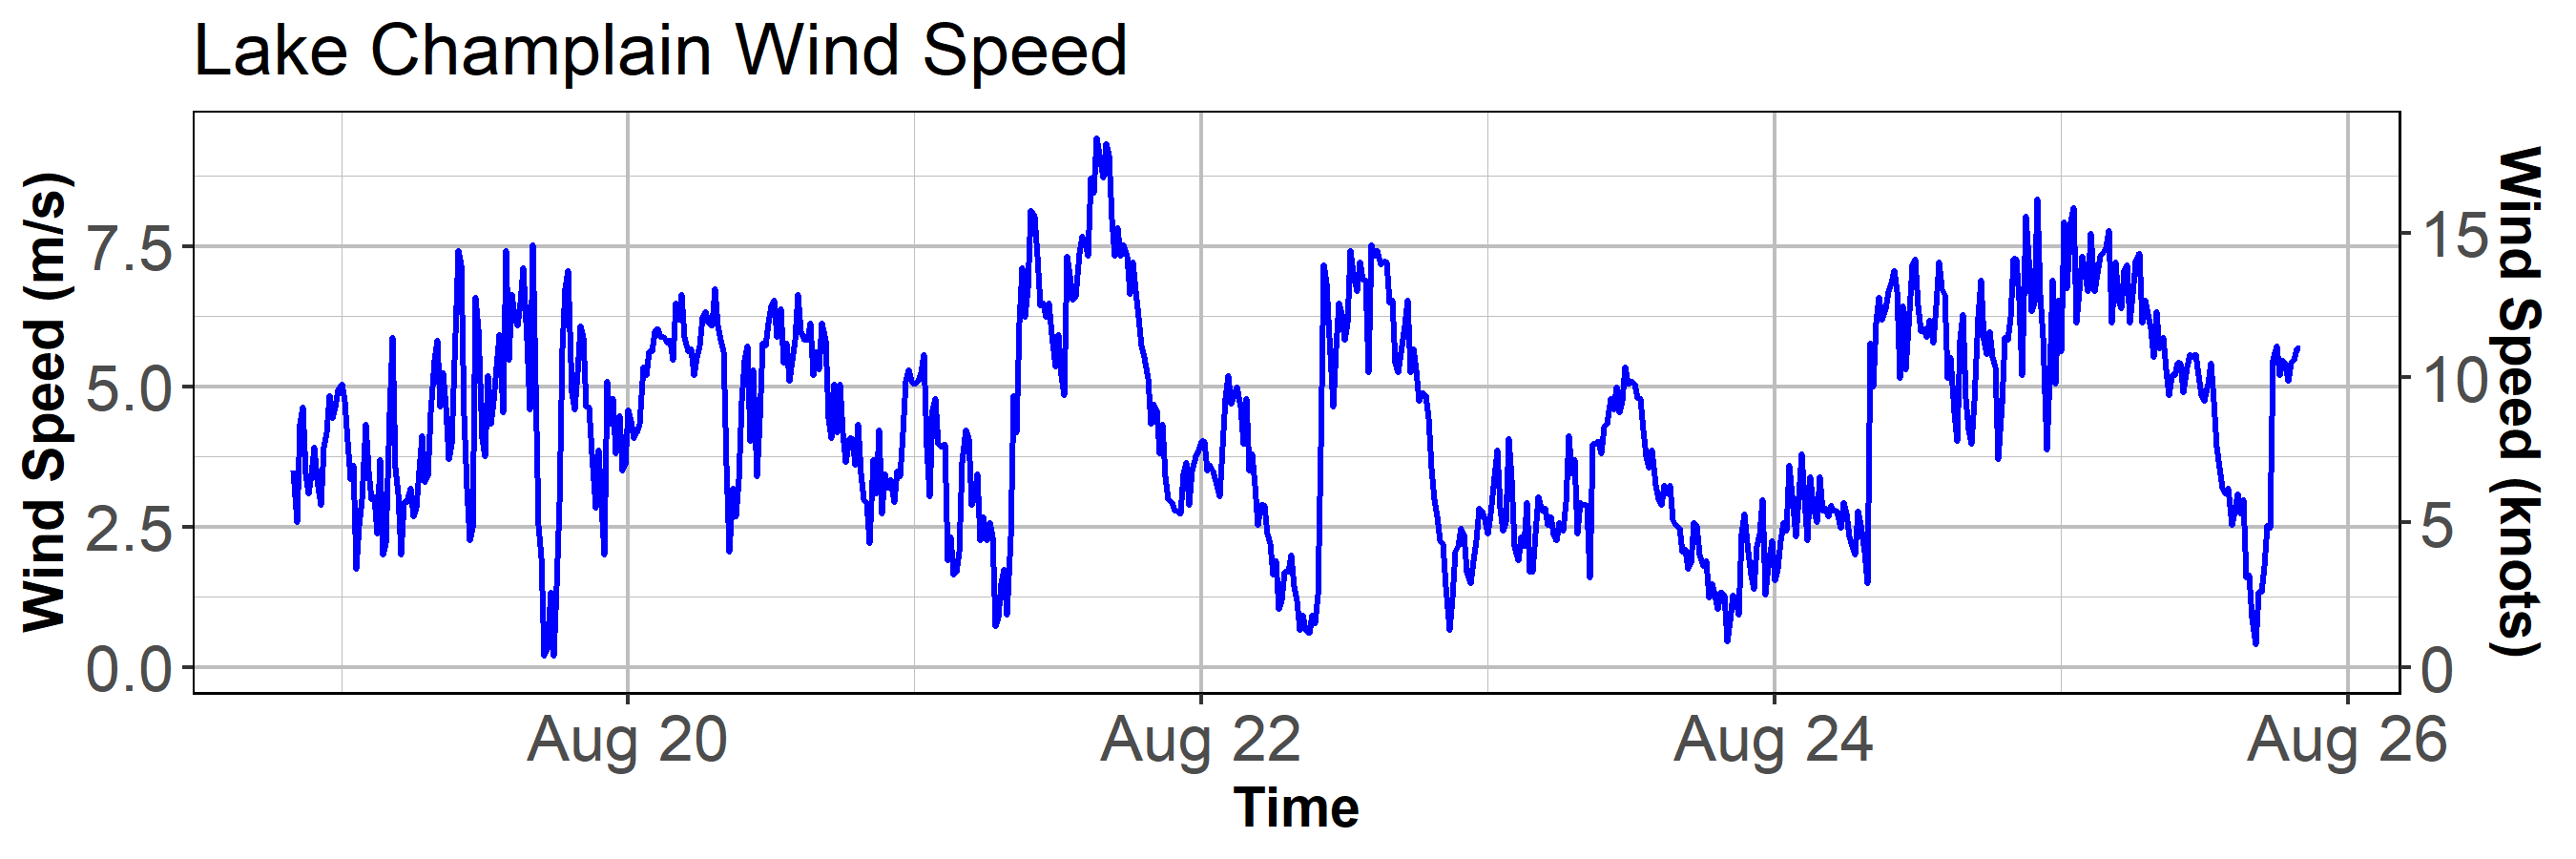 Lake Champlain Wind Speed
Wind Speed (m/s)
7.5
5.0
2.5
0.0
15
10
5
0
Wind Speed (knots)
Aug 20
Aug 22
Aug 24
Aug 26
Time